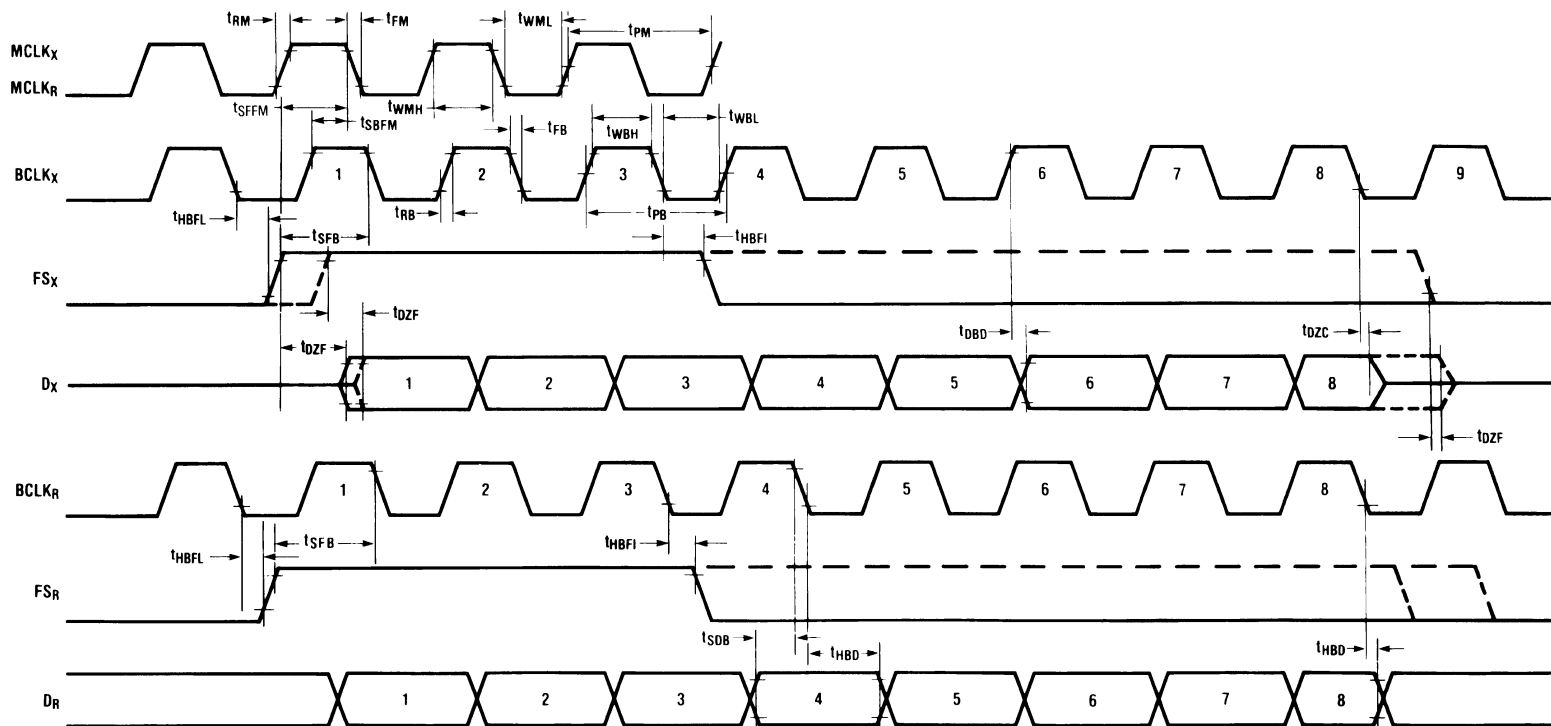 tRM tFM tWML tPM
MCLKX
MCLKR
tSFFM tWMH
tSBFM tFB tWBH tWBL
BCLKX 1 2 3 4 5 6 7 8 9
tHBFL tSFB tRB tPB tHBFI
FSX
tDZF tDBD tDZC
tDZF
DX 1 2 3 4 5 6 7 8
tDZF
BCLKR 1 2 3 4 5 6 7 8
tHBFL tSFB tHBFI
FSR
tSDB tHBD tHBD
DR 1 2 3 4 5 6 7 8